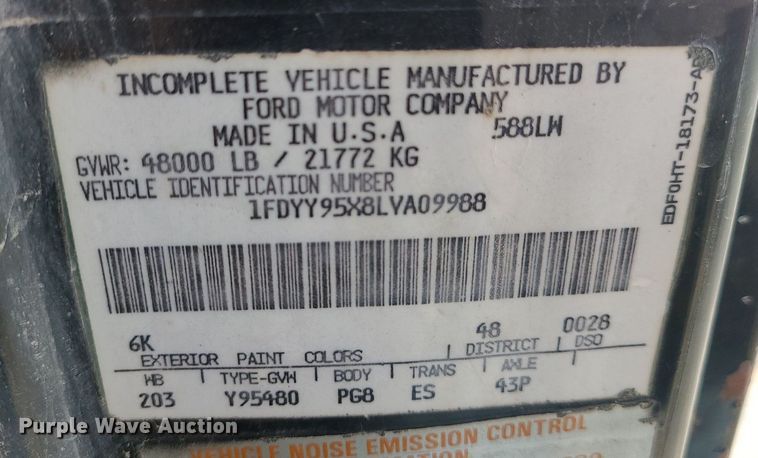 INCOMPLETE VEHICLE MANUFACTURED BY
FORD MOTOR COMPANY
MADE IN U.S.A 588LW
GVWR: 48000 LB / 21772 KG
VEHICLE IDENTIFICATION NUMBER
1FDYY95X8LVA09988
EDF0HT-18173-A
6K 48 0028
EXTERIOR PAINT COLORS DISTRICT DSO
WB TYPE-GVW BODY TRANS AXLE
203 Y95480 PG8 ES 43P
VEHICLE NOISE EMISSION CONTROL
Purple Wave Auction